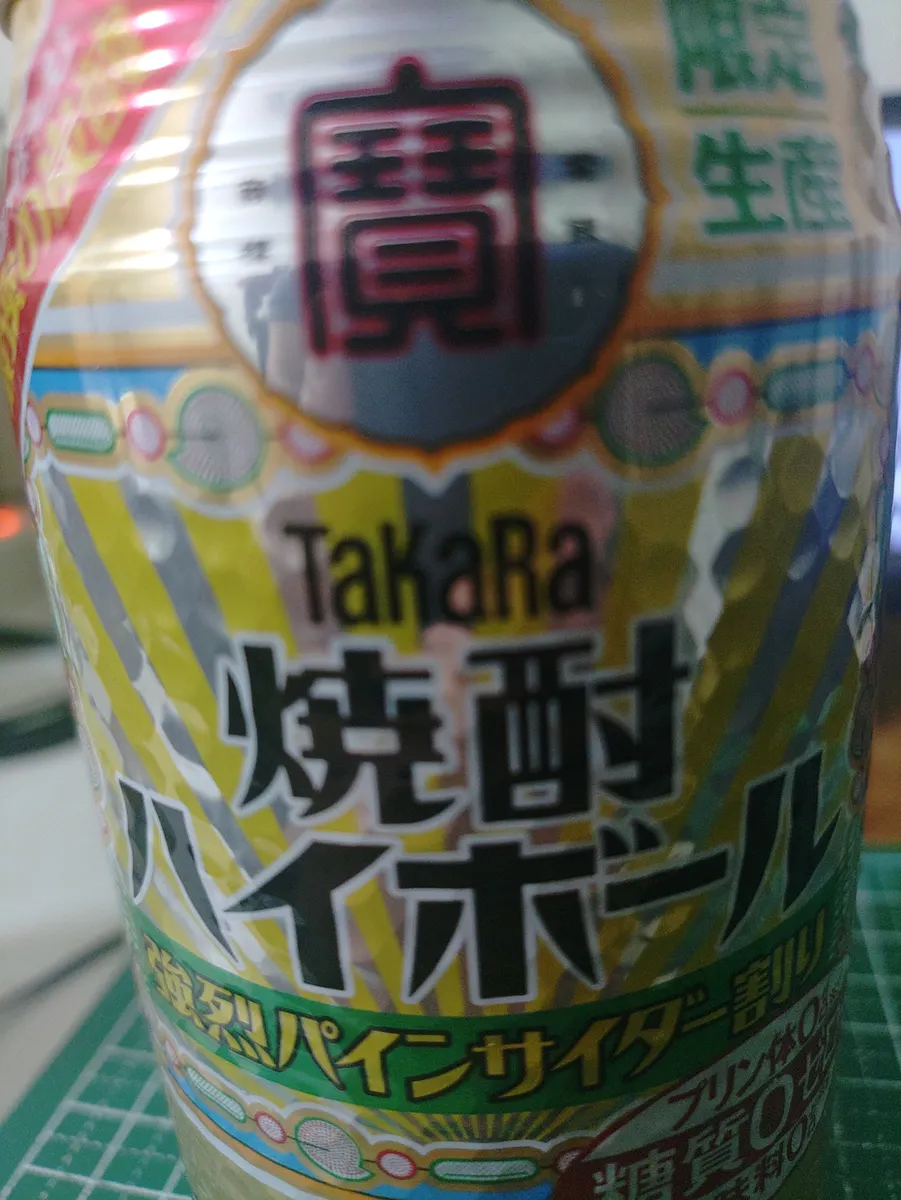 限定
生産
寶
TaKaRa
焼酎
ハイボール
強烈パインサイダー割り
プリン体0
糖質0